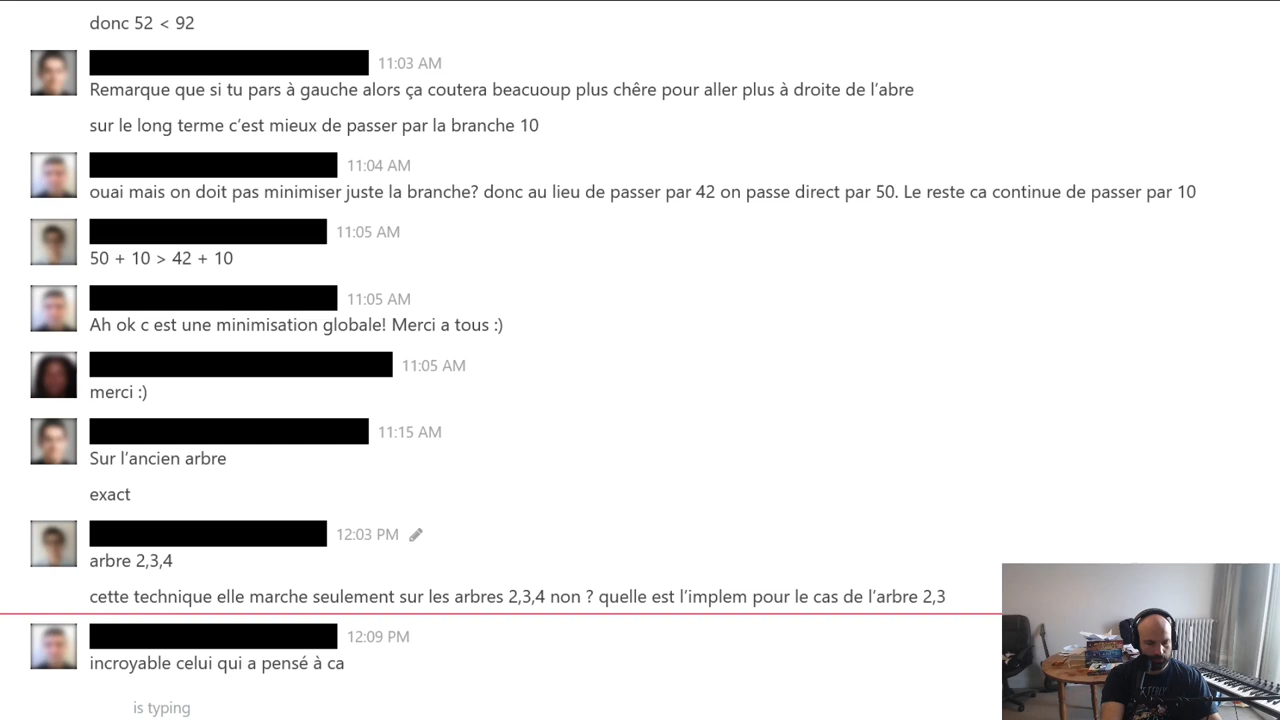 donc 52 < 92
11:03 AM
Remarque que si tu pars à gauche alors ça coutera beacuoup plus chêre pour aller plus à droite de l'abre
sur le long terme c'est mieux de passer par la branche 10
11:04 AM
ouai mais on doit pas minimiser juste la branche? donc au lieu de passer par 42 on passe direct par 50. Le reste ca continue de passer par 10
11:05 AM
50 + 10 > 42 + 10
11:05 AM
Ah ok c est une minimisation globale! Merci a tous :)
11:05 AM
merci :)
11:15 AM
Sur l'ancien arbre
exact
12:03 PM
arbre 2,3,4
cette technique elle marche seulement sur les arbres 2,3,4 non ? quelle est l'implem pour le cas de l'arbre 2,3
12:09 PM
incroyable celui qui a pensé à ca
is typing